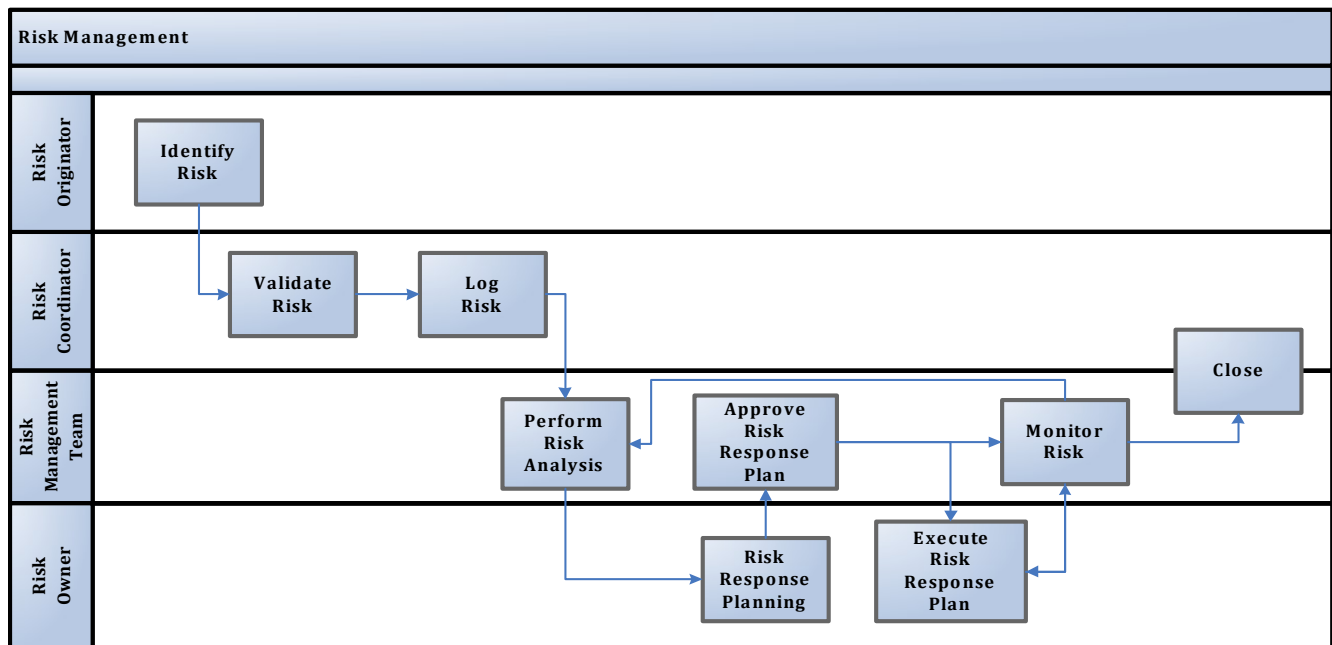 Risk Management
Risk
Originator
Identify
Risk
Risk
Coordinator
Validate
Risk
Log
Risk
Close
Risk
Management
Team
Perform
Risk
Analysis
Approve
Risk
Response
Plan
Monitor
Risk
Risk
Owner
Risk
Response
Planning
Execute
Risk
Response
Plan